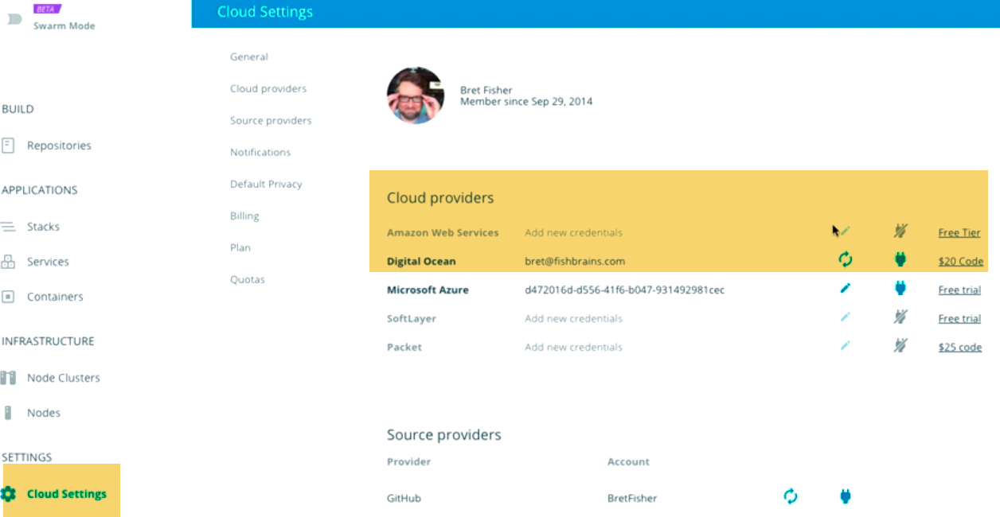 BETA
Swarm Mode
Cloud Settings
BUILD
Repositories
APPLICATIONS
Stacks
Services
Containers
INFRASTRUCTURE
Node Clusters
Nodes
SETTINGS
Cloud Settings
General
Cloud providers
Source providers
Notifications
Default Privacy
Billing
Plan
Quotas
Bret Fisher
Member since Sep 29, 2014
Cloud providers
Amazon Web Services Add new credentials Free Tier
Digital Ocean bret@fishbrains.com $20 Code
Microsoft Azure d472016d-d556-41f6-b047-931492981cec Free trial
SoftLayer Add new credentials Free trial
Packet Add new credentials $25 code
Source providers
Provider Account
GitHub BretFisher